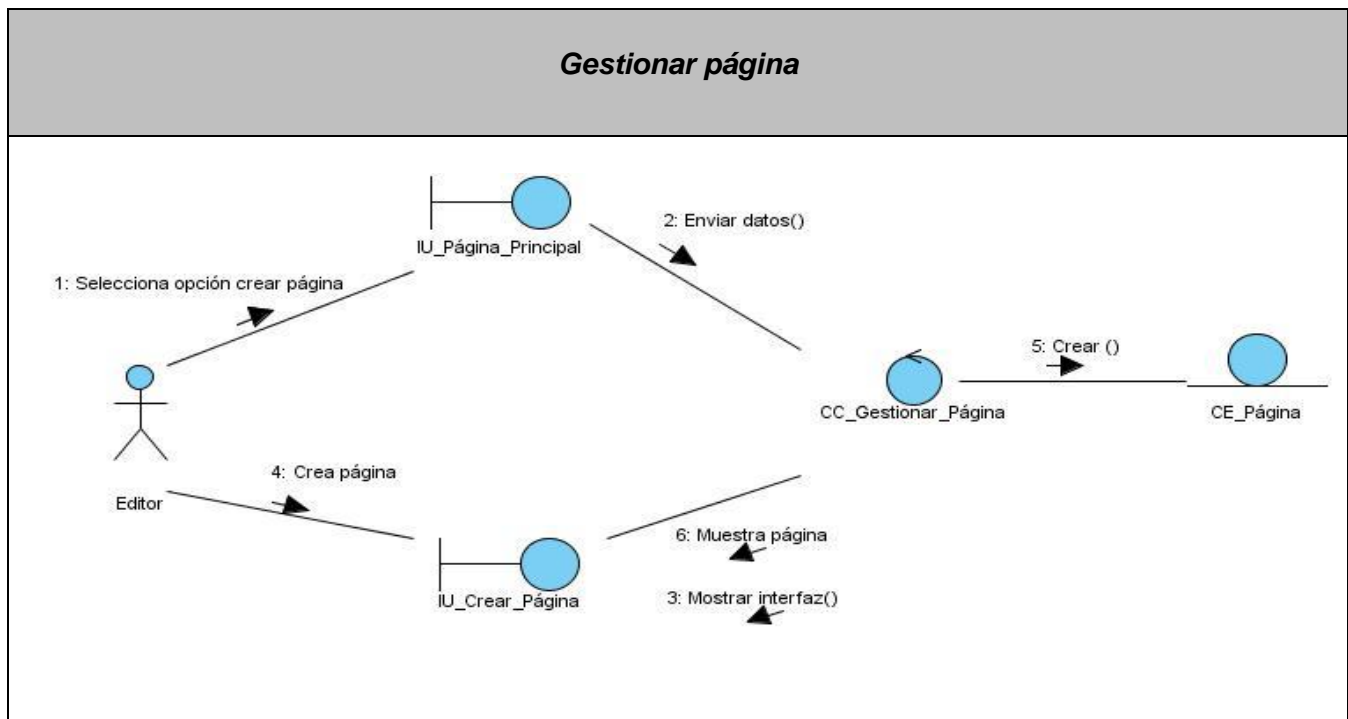 Gestionar página
2: Enviar datos()
IU_Página_Principal
1: Selecciona opción crear página
5: Crear ()
CC_Gestionar_Página
CE_Página
4: Crea página
Editor
6: Muestra página
IU_Crear_Página
3: Mostrar interfaz()